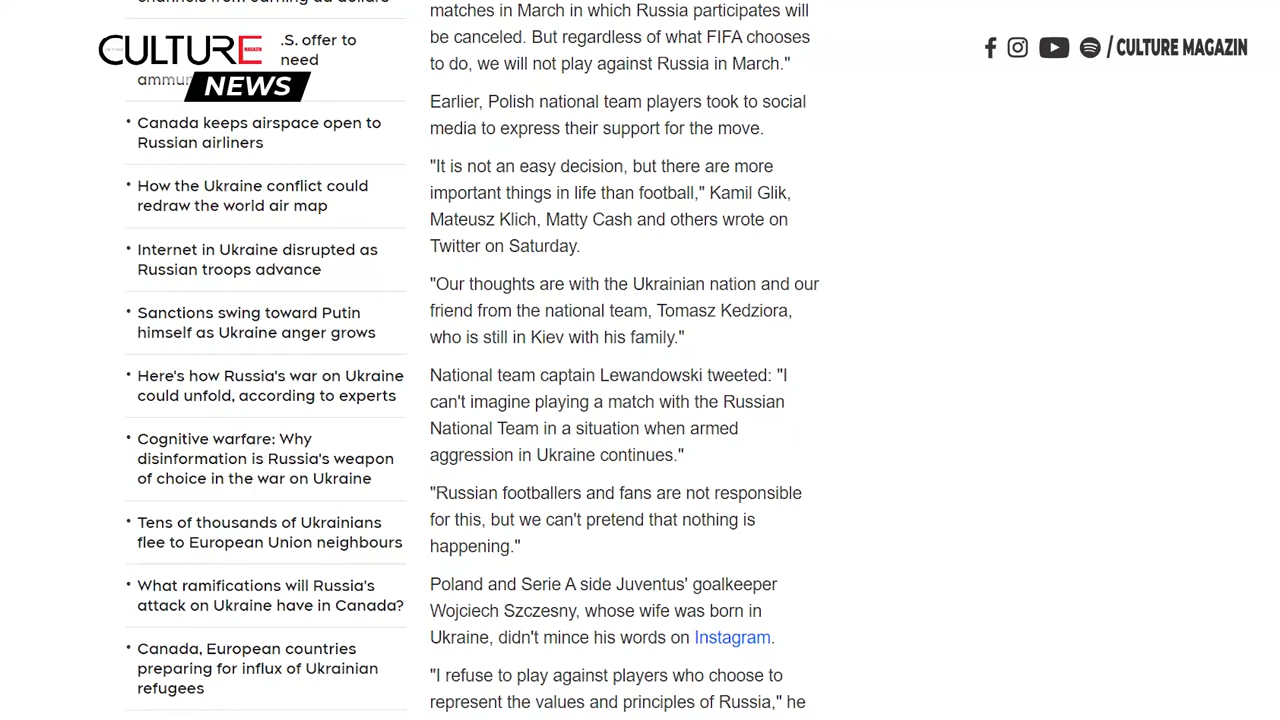 channels from earning ad dollars
.S. offer to
need
ammun
CULTURE
MAGAZIN
NEWS
Canada keeps airspace open to
Russian airliners
How the Ukraine conflict could
redraw the world air map
Internet in Ukraine disrupted as
Russian troops advance
Sanctions swing toward Putin
himself as Ukraine anger grows
Here's how Russia's war on Ukraine
could unfold, according to experts
Cognitive warfare: Why
disinformation is Russia's weapon
of choice in the war on Ukraine
Tens of thousands of Ukrainians
flee to European Union neighbours
What ramifications will Russia's
attack on Ukraine have in Canada?
Canada, European countries
preparing for influx of Ukrainian
refugees
matches in March in which Russia participates will
be canceled. But regardless of what FIFA chooses
to do, we will not play against Russia in March."
Earlier, Polish national team players took to social
media to express their support for the move.
"It is not an easy decision, but there are more
important things in life than football," Kamil Glik,
Mateusz Klich, Matty Cash and others wrote on
Twitter on Saturday.
"Our thoughts are with the Ukrainian nation and our
friend from the national team, Tomasz Kedziora,
who is still in Kiev with his family."
National team captain Lewandowski tweeted: "I
can't imagine playing a match with the Russian
National Team in a situation when armed
aggression in Ukraine continues."
"Russian footballers and fans are not responsible
for this, but we can't pretend that nothing is
happening."
Poland and Serie A side Juventus' goalkeeper
Wojciech Szczesny, whose wife was born in
Ukraine, didn't mince his words on Instagram.
"I refuse to play against players who choose to
represent the values and principles of Russia," he
/ CULTURE MAGAZIN